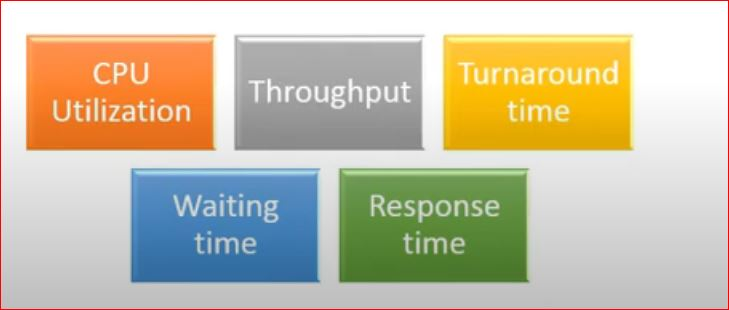 CPU
Utilization
Throughput
Turnaround
time
Waiting
time
Response
time